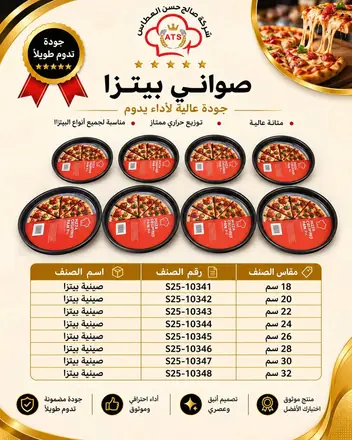 شركة صالح حسن العطاس
ATS
جودة
تدوم طويلاً
صواني بيتزا
جودة عالية لأداء يدوم
متانة عالية • توزيع حراري ممتاز • مناسبة لجميع أنواع البيتزا!
مقاس الصنف رقم الصنف اسم الصنف
18 سم S25-10341 صينية بيتزا
20 سم S25-10342 صينية بيتزا
22 سم S25-10343 صينية بيتزا
24 سم S25-10344 صينية بيتزا
26 سم S25-10345 صينية بيتزا
28 سم S25-10346 صينية بيتزا
30 سم S25-10347 صينية بيتزا
32 سم S25-10348 صينية بيتزا
منتج موثوق
اختيارك الأفضل
تصميم أنيق
وعصري
أداء احترافي
وموثوق
جودة مضمونة
تدوم طويلاً